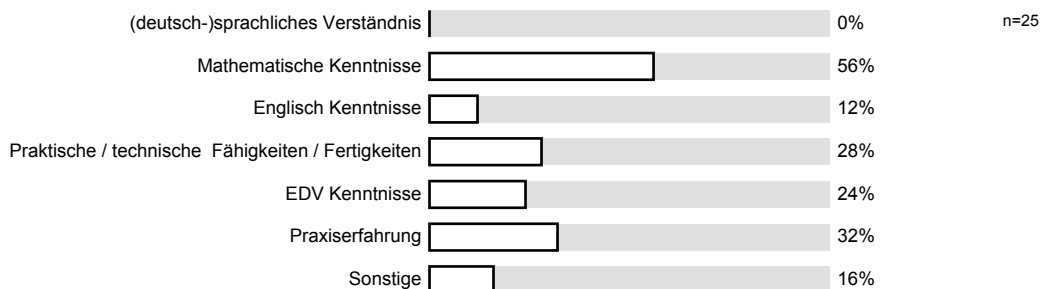 (deutsch-)sprachliches Verständnis 0% n=25
Mathematische Kenntnisse 56%
Englisch Kenntnisse 12%
Praktische / technische Fähigkeiten / Fertigkeiten 28%
EDV Kenntnisse 24%
Praxiserfahrung 32%
Sonstige 16%